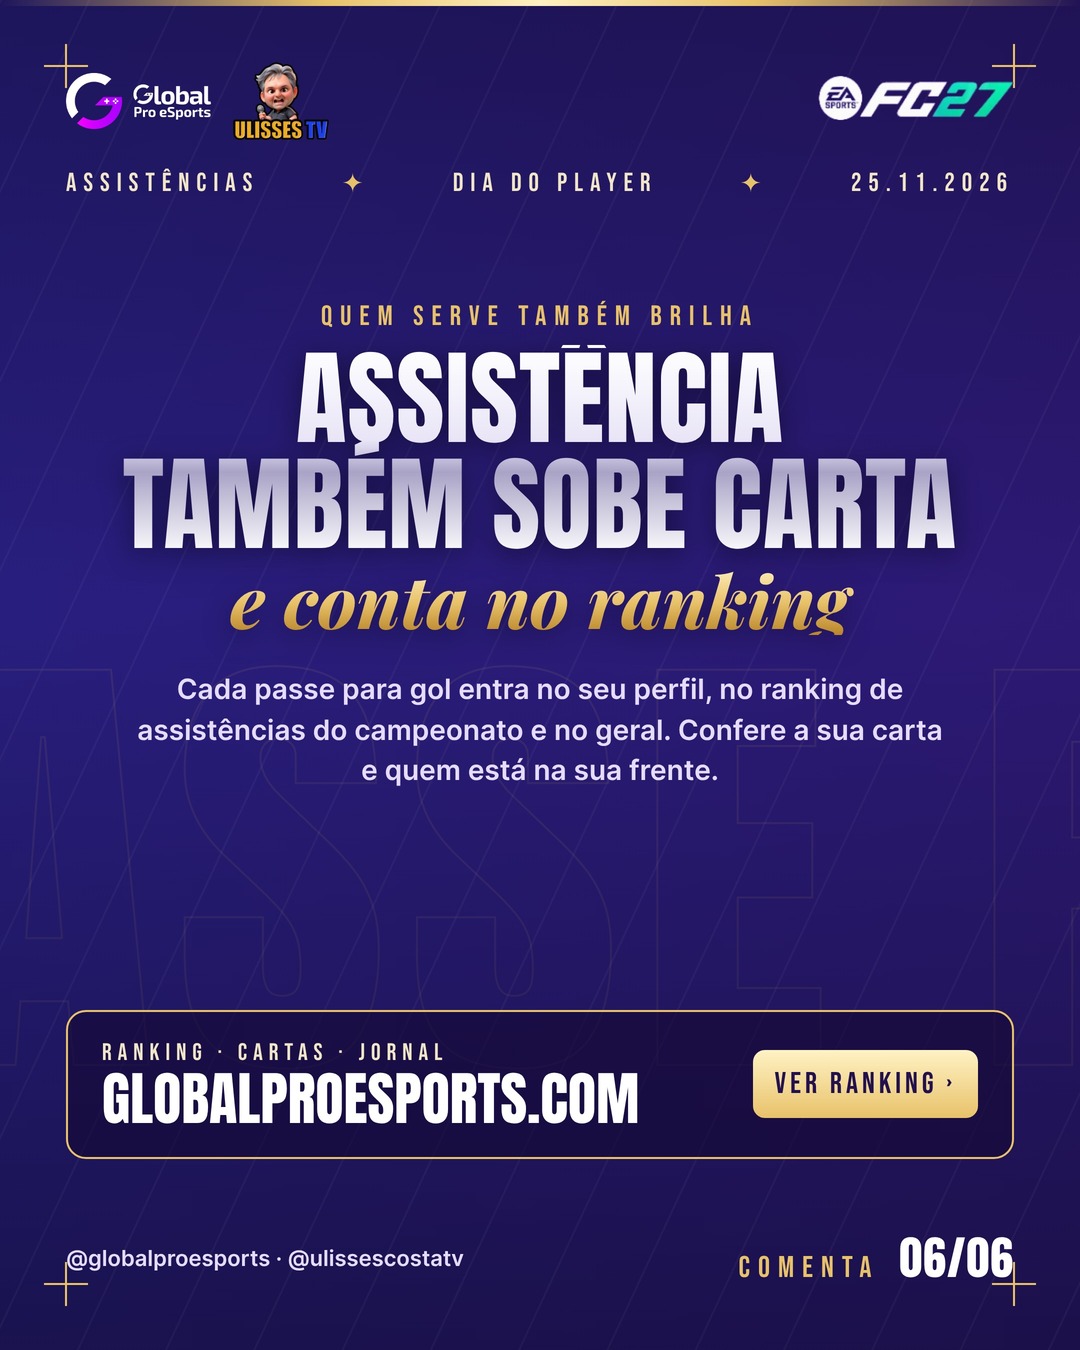 Global
Pro eSports
ULISSES TV
EA SPORTS FC27
ASSISTÊNCIAS ✦ DIA DO PLAYER ✦ 25.11.2026
QUEM SERVE TAMBÉM BRILHA
ASSISTÊNCIA
TAMBÉM SOBE CARTA
e conta no ranking
Cada passe para gol entra no seu perfil, no ranking de
assistências do campeonato e no geral. Confere a sua carta
e quem está na sua frente.
ASSE
RANKING · CARTAS · JORNAL
GLOBALPROESPORTS.COM
VER RANKING ›
@globalproesports · @ulissescostatv
COMENTA 06/06